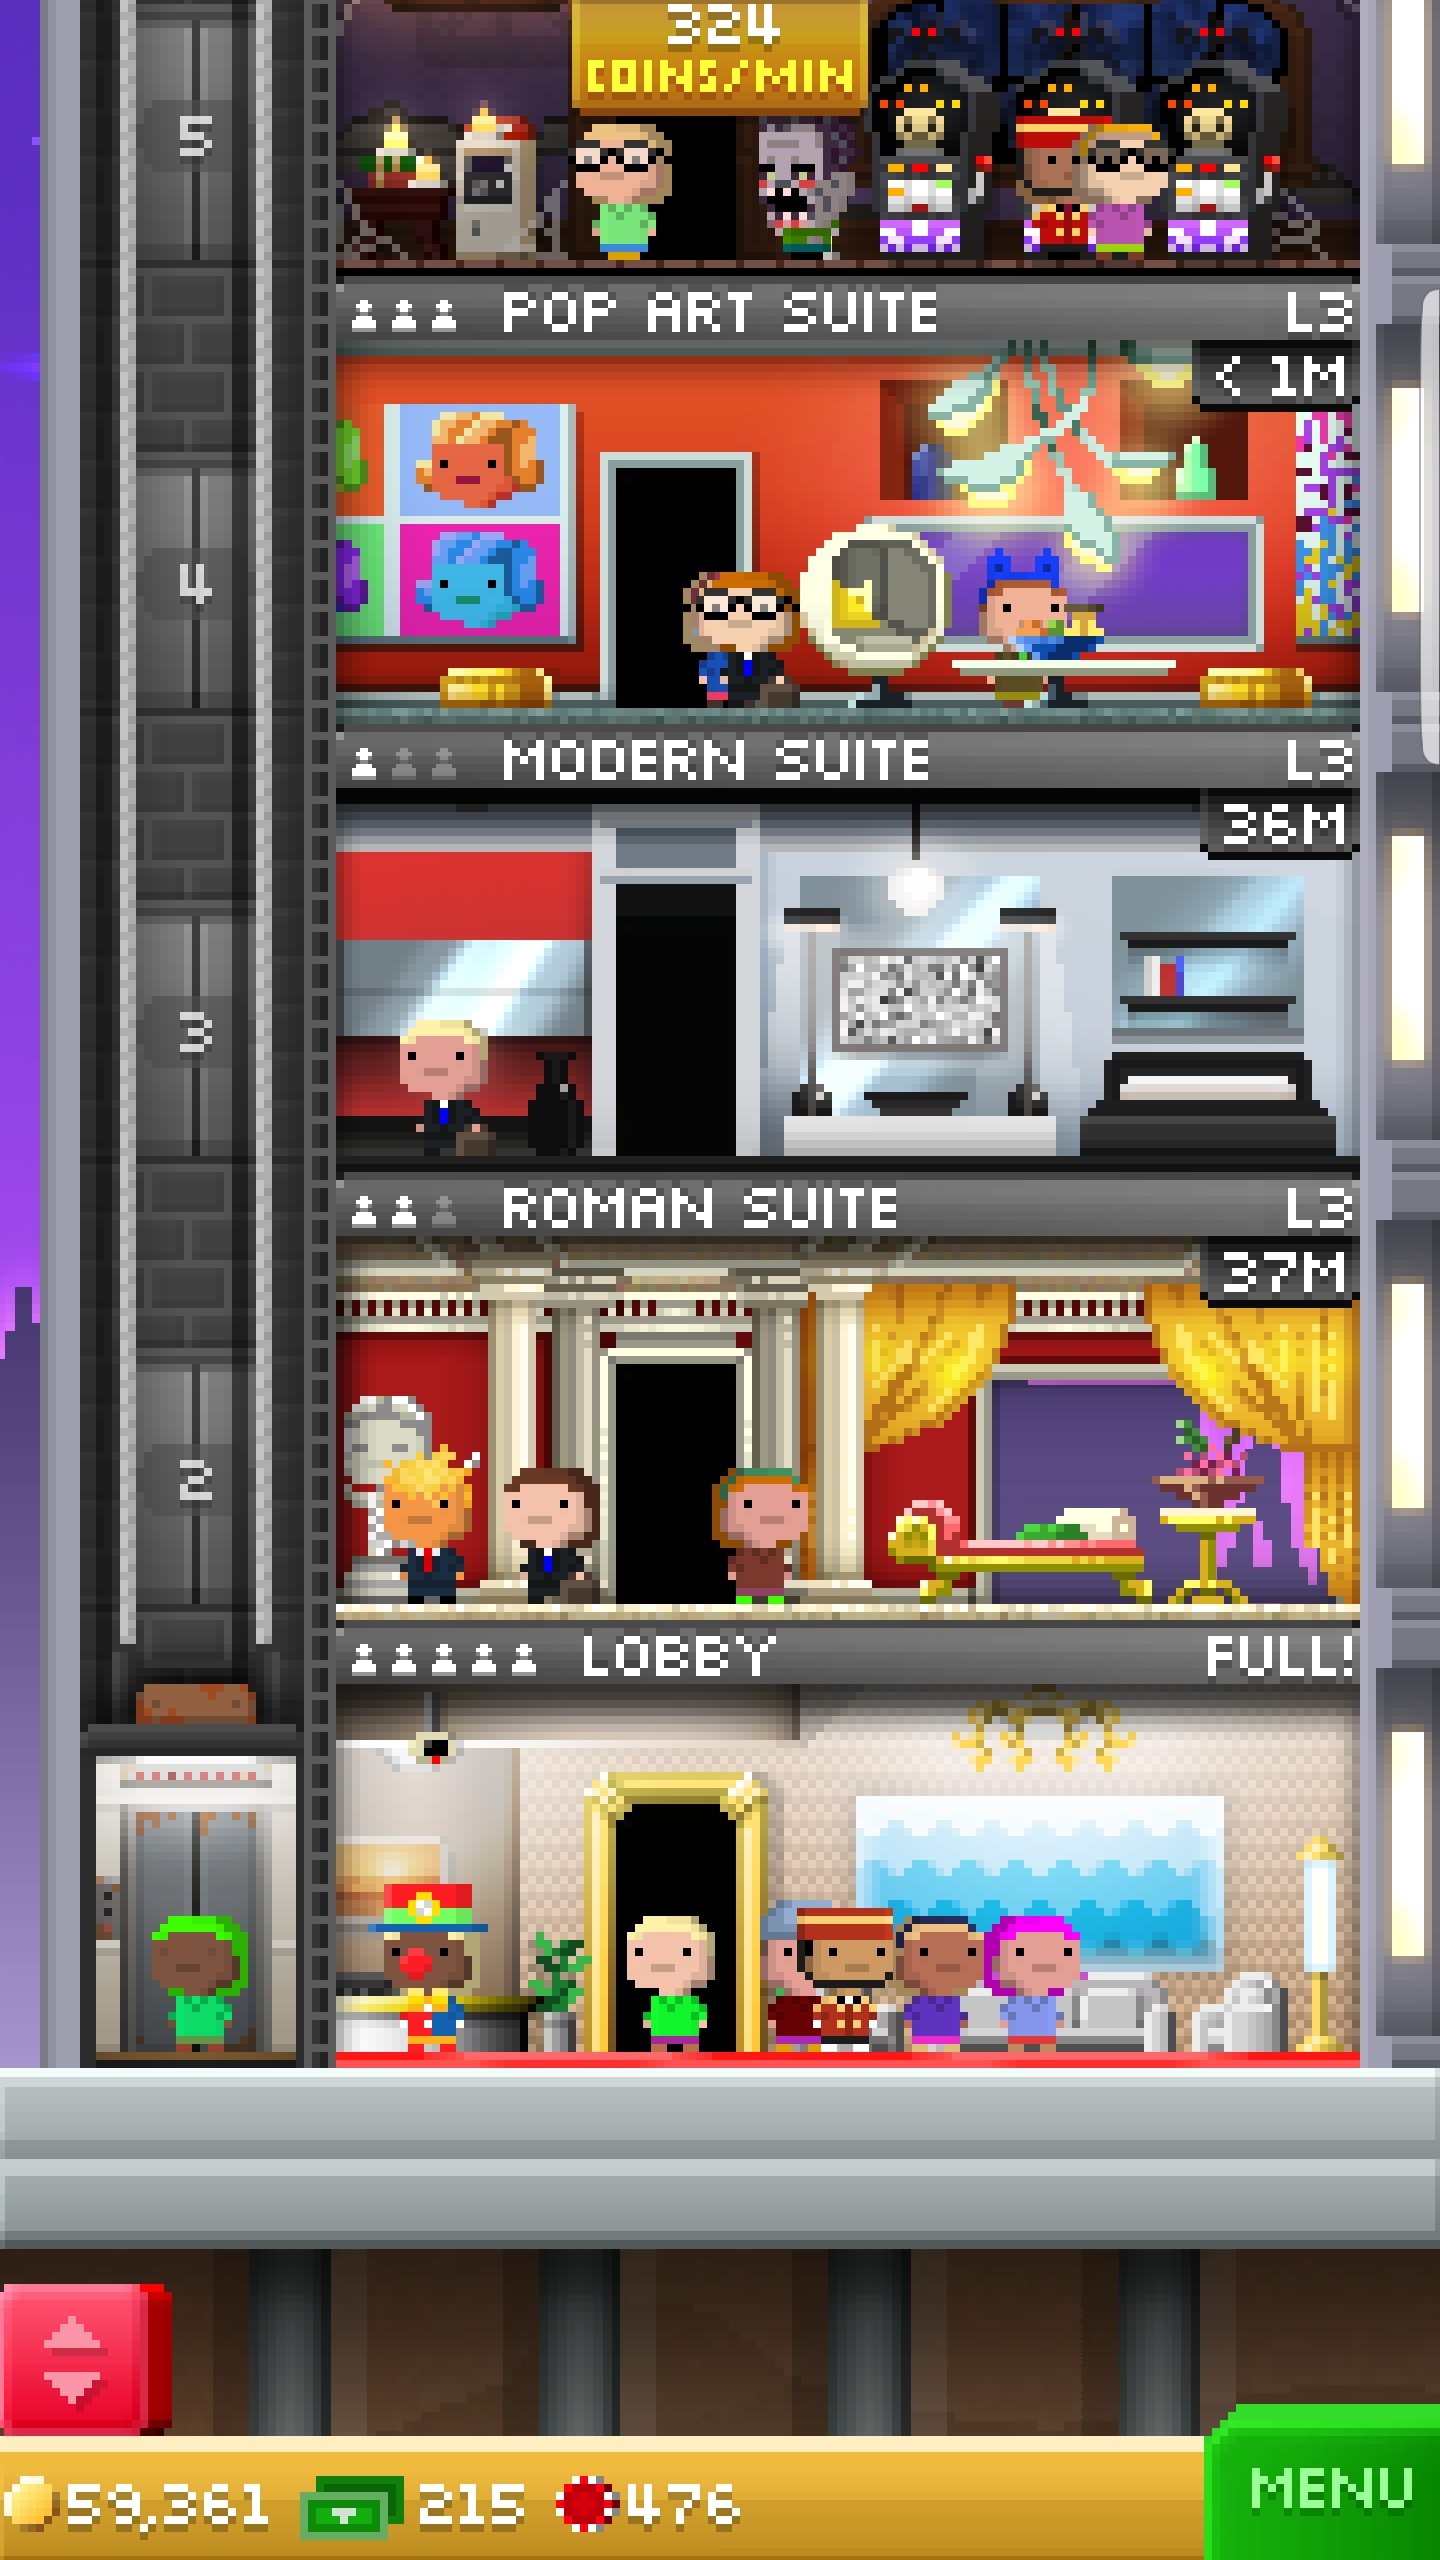 324
COINS/MIN
5
POP ART SUITE L3
< 1M
4
MODERN SUITE L3
36M
3
ROMAN SUITE L3
37M
2
LOBBY FULL!
59,361 215 476
MENU